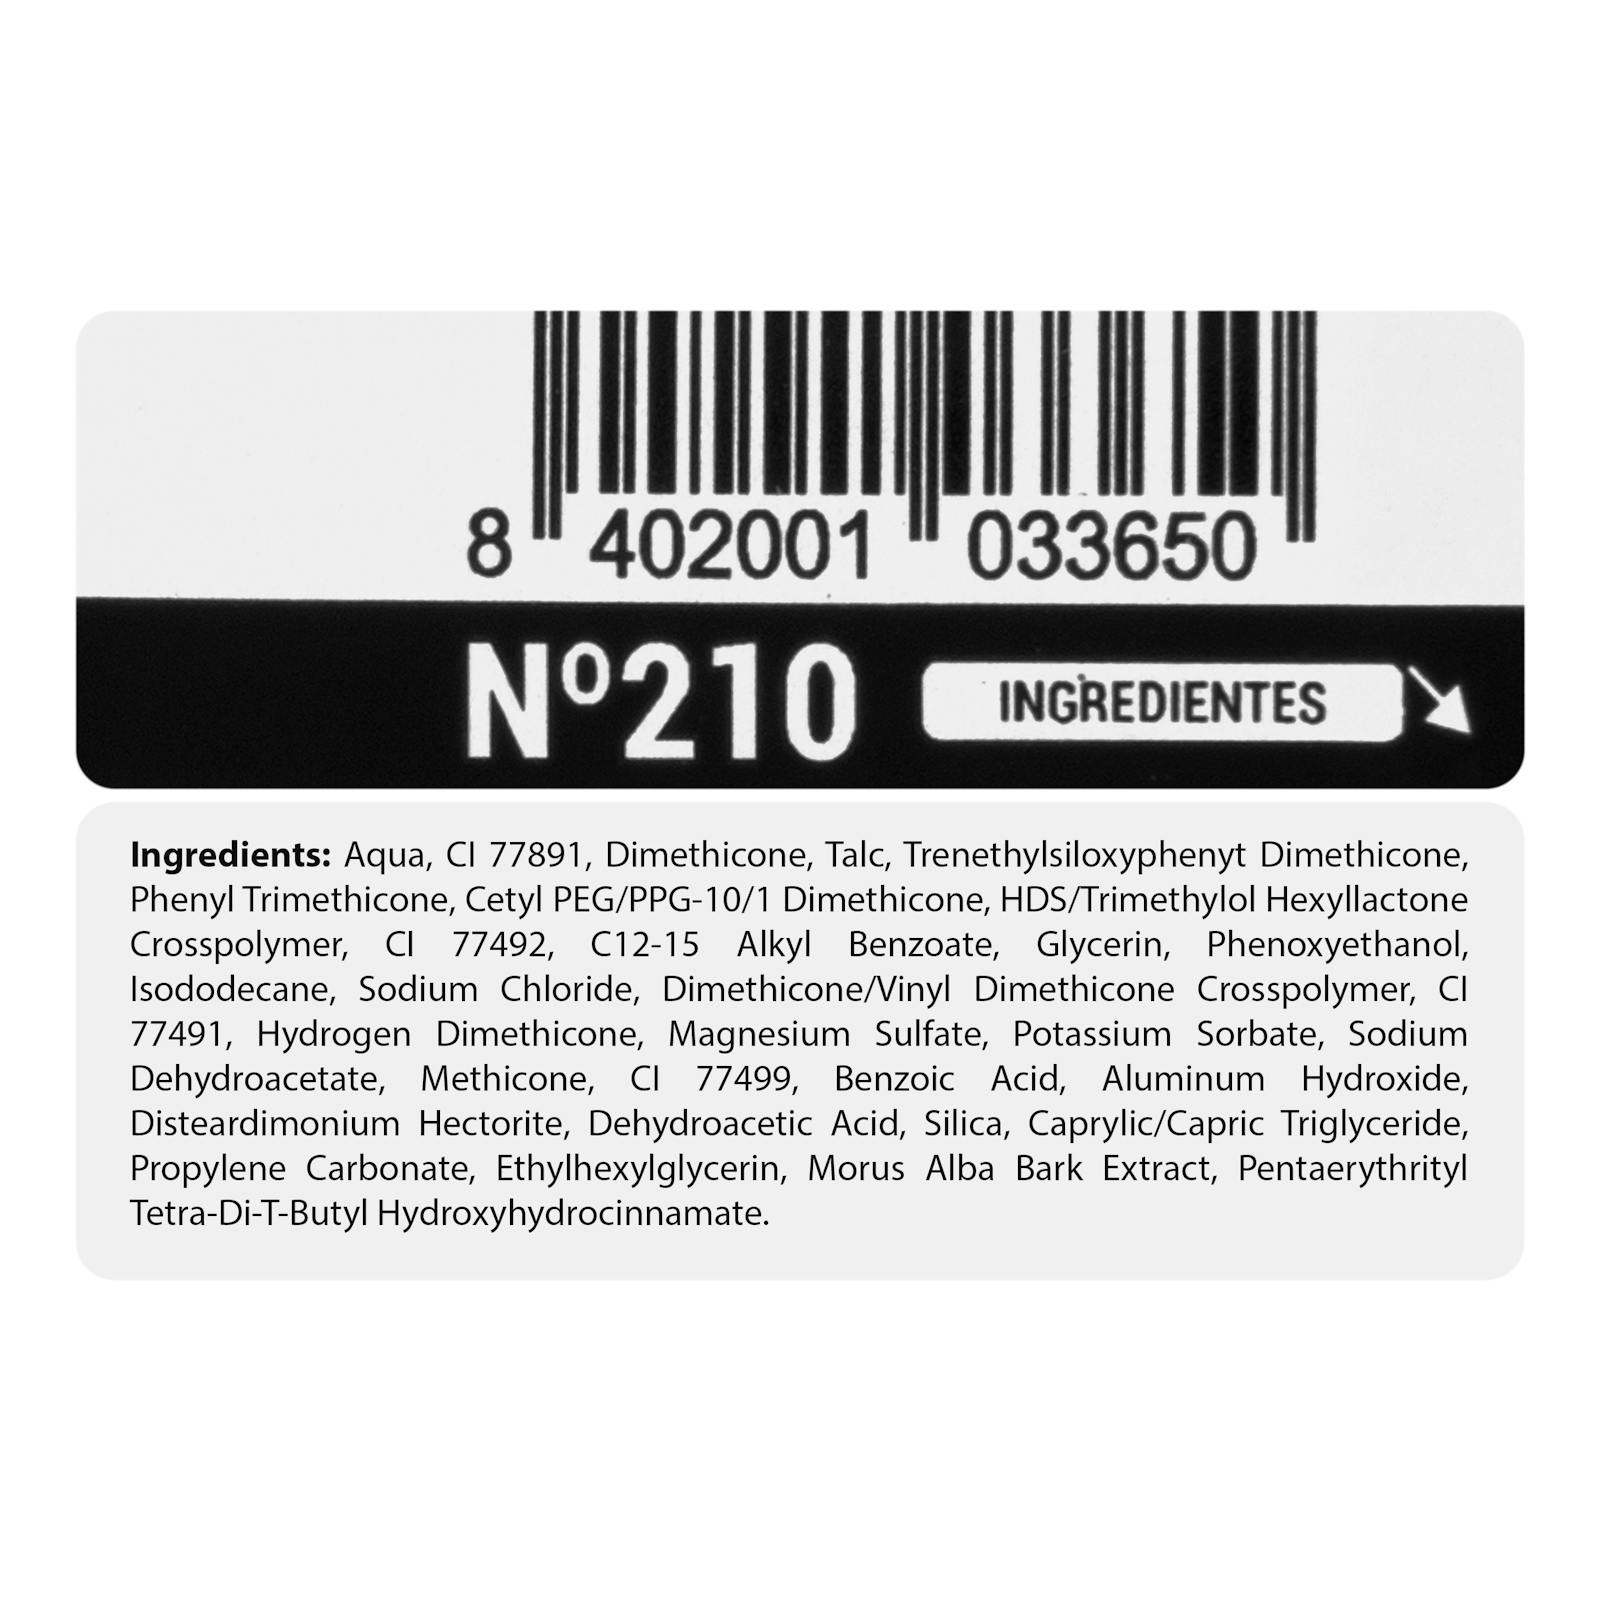 8 402001 033650
Nº210 INGREDIENTES
Ingredients: Aqua, CI 77891, Dimethicone, Talc, Trenethylsiloxyphenyt Dimethicone,
Phenyl Trimethicone, Cetyl PEG/PPG-10/1 Dimethicone, HDS/Trimethylol Hexyllactone
Crosspolymer, CI 77492, C12-15 Alkyl Benzoate, Glycerin, Phenoxyethanol,
Isododecane, Sodium Chloride, Dimethicone/Vinyl Dimethicone Crosspolymer, CI
77491, Hydrogen Dimethicone, Magnesium Sulfate, Potassium Sorbate, Sodium
Dehydroacetate, Methicone, CI 77499, Benzoic Acid, Aluminum Hydroxide,
Disteardimonium Hectorite, Dehydroacetic Acid, Silica, Caprylic/Capric Triglyceride,
Propylene Carbonate, Ethylhexylglycerin, Morus Alba Bark Extract, Pentaerythrityl
Tetra-Di-T-Butyl Hydroxyhydrocinnamate.